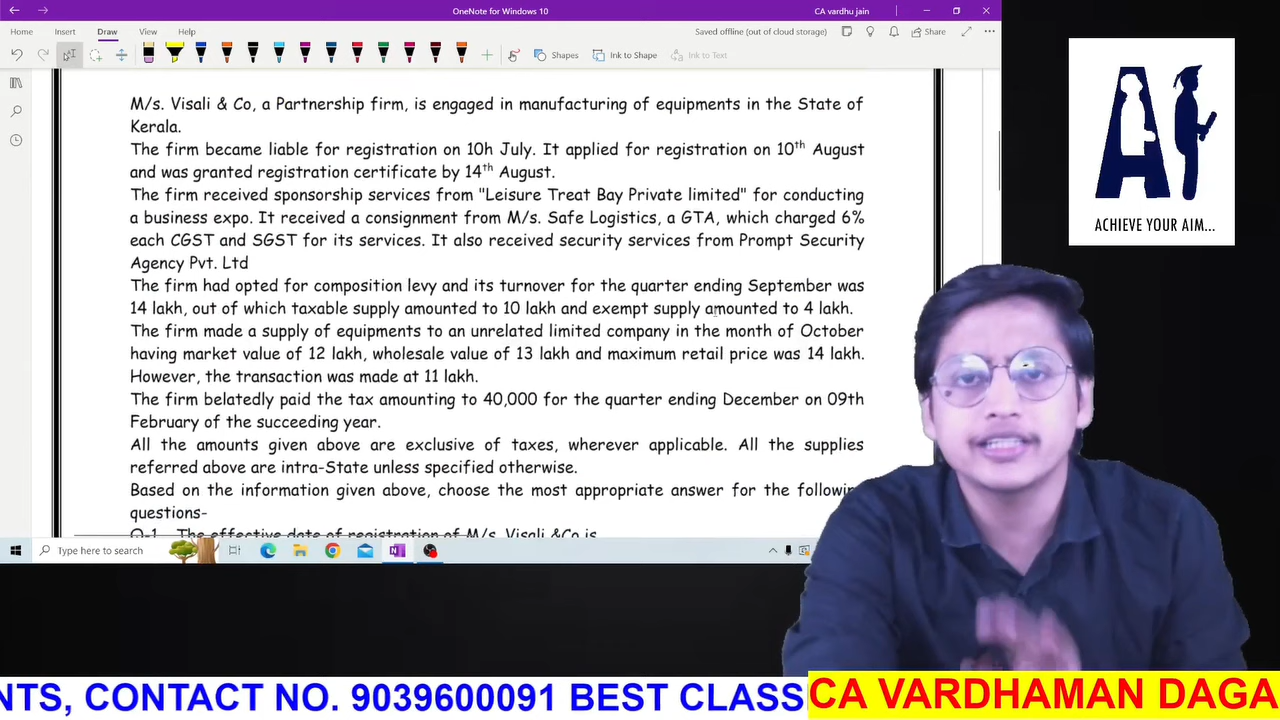 OneNote for Windows 10
CA vardhu jain
Home Insert Draw View Help
Saved offline (out of cloud storage)
Share
Shapes
Ink to Shape
Ink to Text
M/s. Visali & Co, a Partnership firm, is engaged in manufacturing of equipments in the State of
Kerala.
The firm became liable for registration on 10h July. It applied for registration on 10th August
and was granted registration certificate by 14th August.
The firm received sponsorship services from "Leisure Treat Bay Private limited" for conducting
a business expo. It received a consignment from M/s. Safe Logistics, a GTA, which charged 6%
each CGST and SGST for its services. It also received security services from Prompt Security
Agency Pvt. Ltd
The firm had opted for composition levy and its turnover for the quarter ending September was
14 lakh, out of which taxable supply amounted to 10 lakh and exempt supply amounted to 4 lakh.
The firm made a supply of equipments to an unrelated limited company in the month of October
having market value of 12 lakh, wholesale value of 13 lakh and maximum retail price was 14 lakh.
However, the transaction was made at 11 lakh.
The firm belatedly paid the tax amounting to 40,000 for the quarter ending December on 09th
February of the succeeding year.
All the amounts given above are exclusive of taxes, wherever applicable. All the supplies
referred above are intra-State unless specified otherwise.
Based on the information given above, choose the most appropriate answer for the following
questions-
Q-1 The effective date of registration of M/s. Visali &Co is
Type here to search
AI
ACHIEVE YOUR AIM...
NTS, CONTACT NO. 9039600091 BEST CLASS
CA VARDHAMAN DAGA